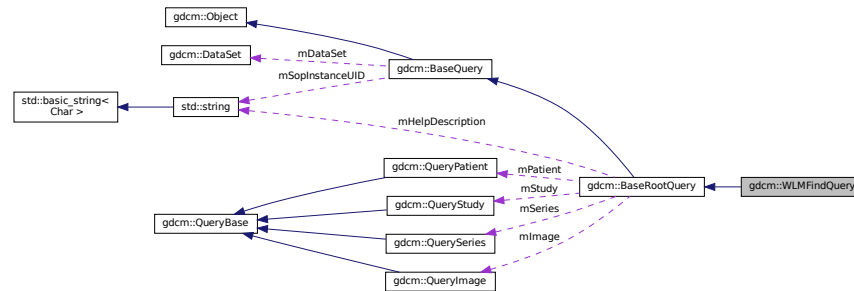 gdcm::Object
gdcm::DataSet
mDataSet
gdcm::BaseQuery
mSopInstanceUID
std::basic_string<
Char >
std::string
mHelpDescription
gdcm::QueryPatient
mPatient
gdcm::BaseRootQuery
gdcm::WLMFindQuery
mStudy
gdcm::QueryStudy
mSeries
gdcm::QueryBase
mImage
gdcm::QuerySeries
gdcm::QueryImage